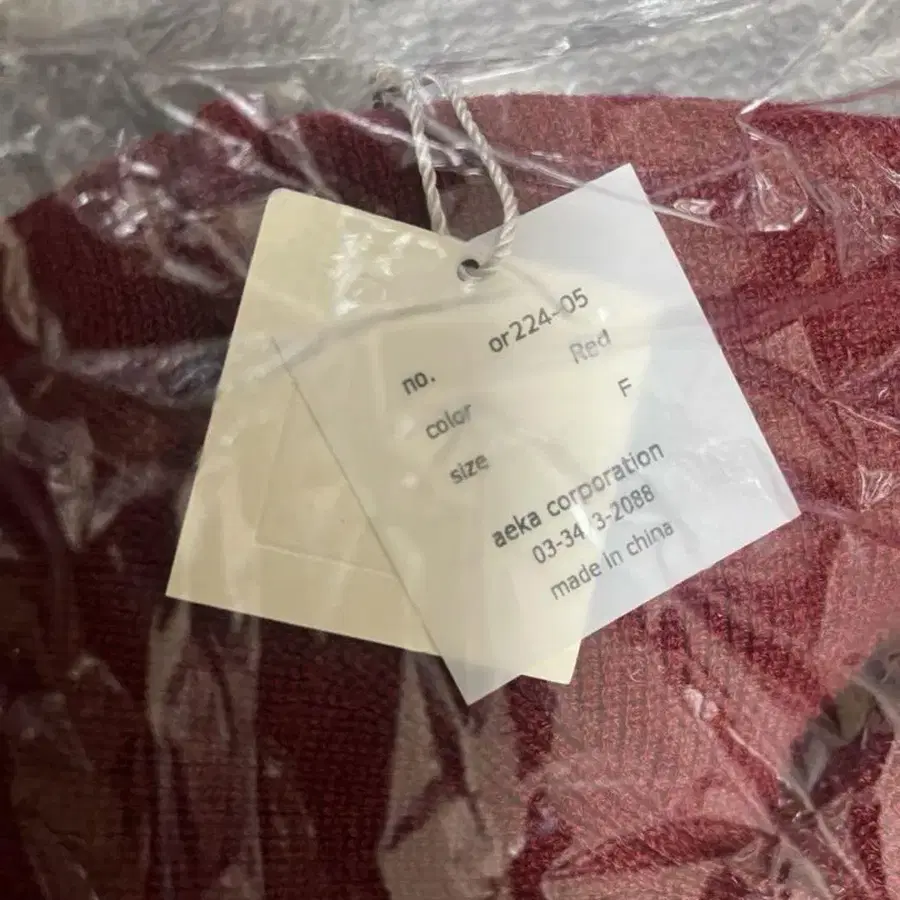 no. or224-05
color Red
size F
aeka corporation
made in china